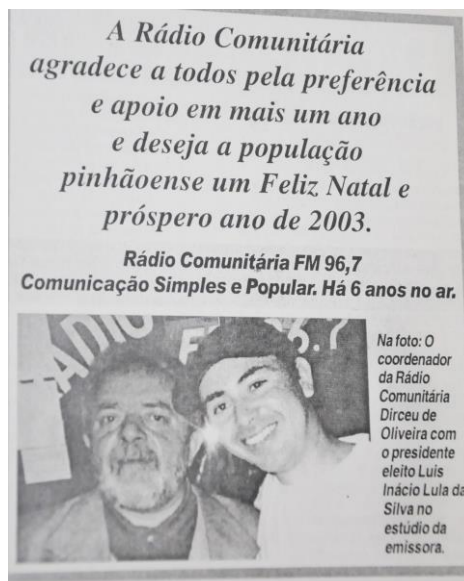 A Rádio Comunitária
agradece a todos pela preferência
e apoio em mais um ano
e deseja a população
pinhãoense um Feliz Natal e
próspero ano de 2003.
Rádio Comunitária FM 96,7
Comunicação Simples e Popular. Há 6 anos no ar.
RÁDIO
Na foto: O
coordenador
da Rádio
Comunitária
Dirceu de
Oliveira com
o presidente
eleito Luis
Inácio Lula da
Silva no
estúdio da
emissora.